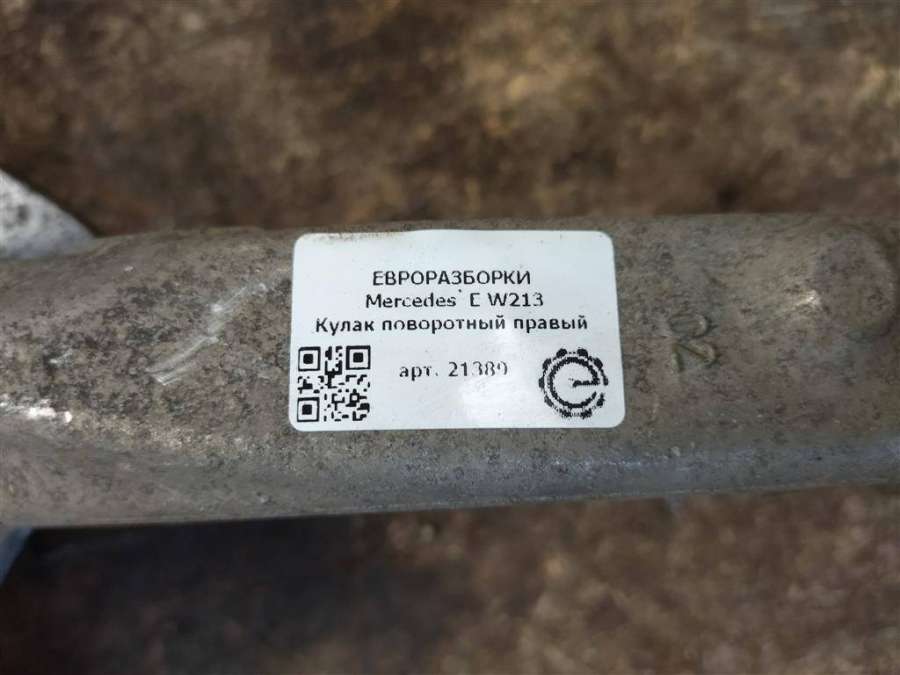 ЕВРОРАЗБОРКИ
Mercedes E W213
Кулак поворотный правый
арт. 21389